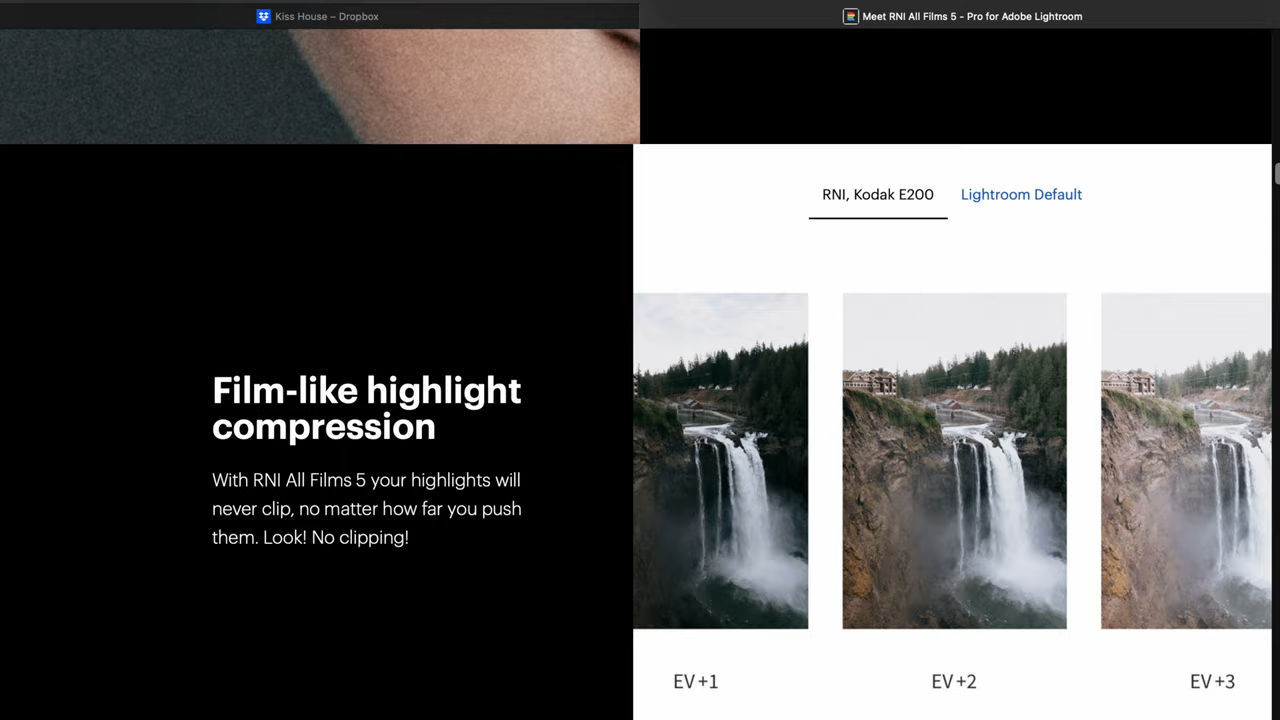 Kiss House – Dropbox
Meet RNI All Films 5 - Pro for Adobe Lightroom
RNI, Kodak E200
Lightroom Default
Film-like highlight
compression
With RNI All Films 5 your highlights will
never clip, no matter how far you push
them. Look! No clipping!
EV +1
EV +2
EV +3